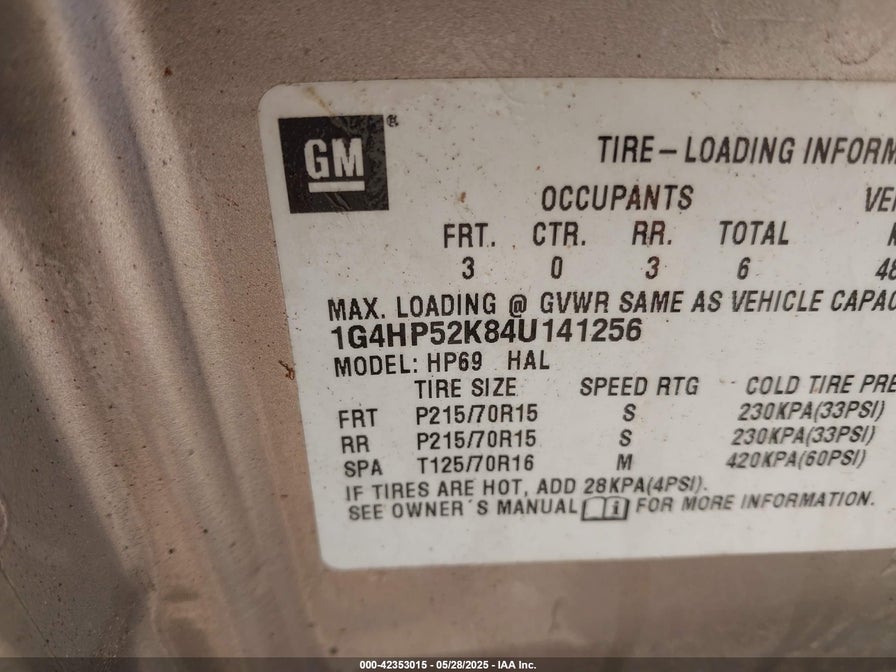 GM®
TIRE-LOADING
OCCUPANTS
FRT. CTR. RR. TOTAL
3 0 3 6
MAX. LOADING @ GVWR SAME AS VEHICLE
1G4HP52K84U141256
MODEL: HP69 HAL
TIRE SIZE SPEED RTG COLD TIRE
FRT P215/70R15 S 230KPA(33PSI)
RR P215/70R15 S 230KPA(33PSI)
SPA T125/70R16 M 420KPA(60PSI)
IF TIRES ARE HOT, ADD 28KPA(4PSI).
SEE OWNER'S MANUAL i FOR MORE INFORMATION.
000-42353015 - 05/28/2025 - IAA Inc.